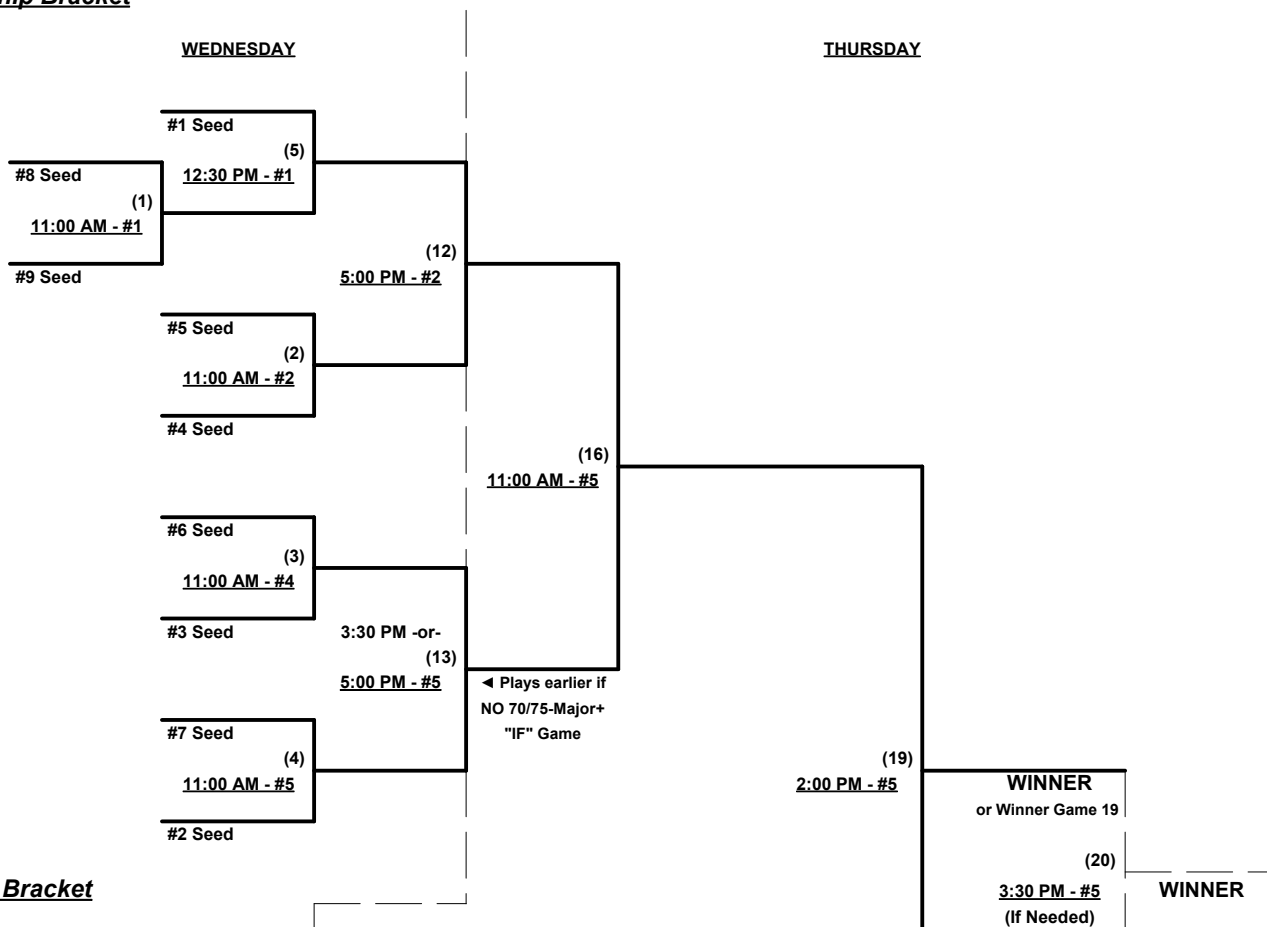 Bracket
WEDNESDAY
THURSDAY
#1 Seed
(5)
12:30 PM - #1
#8 Seed
(1)
11:00 AM - #1
#9 Seed
(12)
5:00 PM - #2
#5 Seed
(2)
11:00 AM - #2
#4 Seed
(16)
11:00 AM - #5
#6 Seed
(3)
11:00 AM - #4
#3 Seed
3:30 PM -or-
(13)
5:00 PM - #5
◄ Plays earlier if
NO 70/75-Major+
"IF" Game
#7 Seed
(4)
11:00 AM - #5
#2 Seed
(19)
2:00 PM - #5
WINNER
or Winner Game 19
(20)
3:30 PM - #5
(If Needed)
WINNER
Bracket